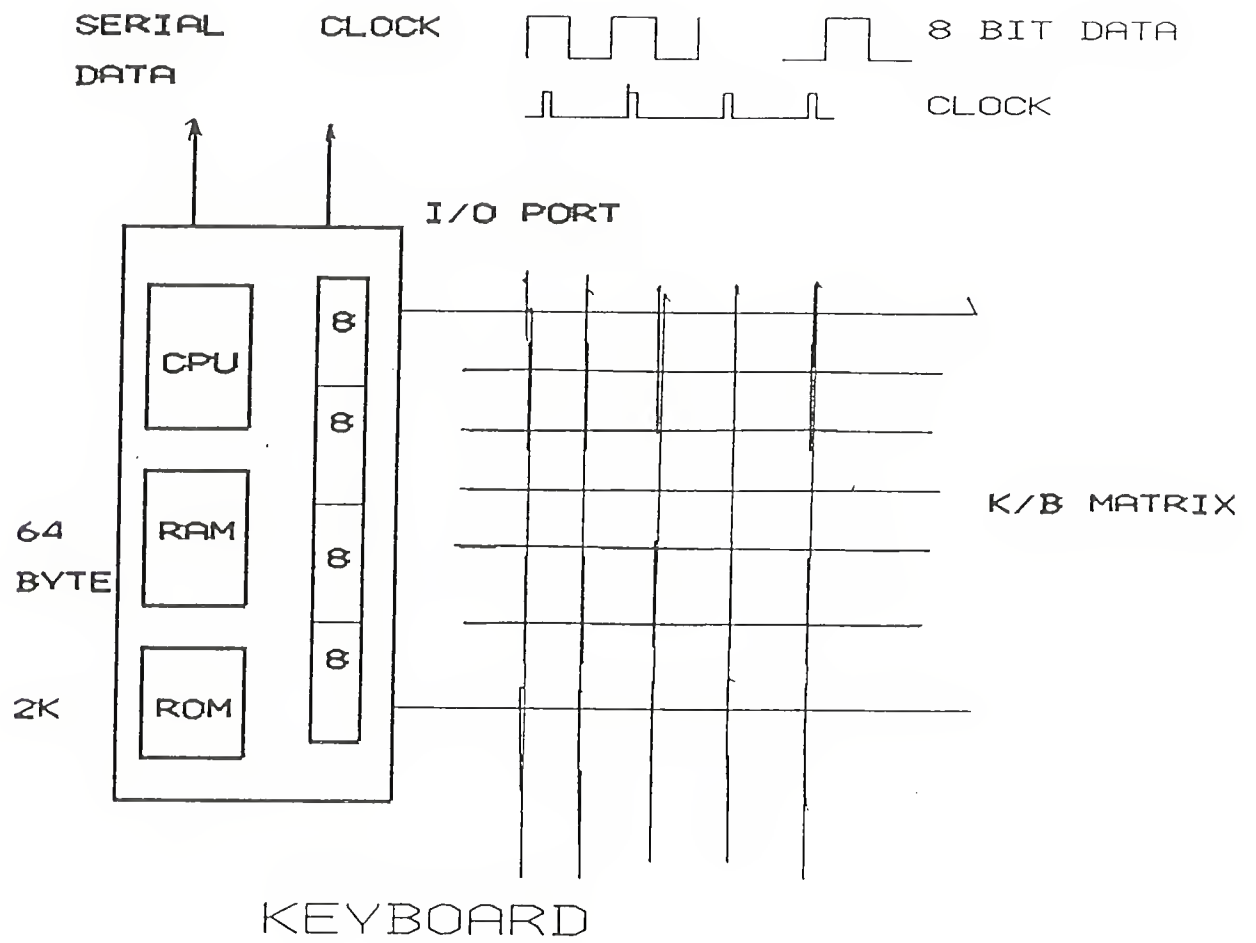 SERIAL DATA
CLOCK
8 BIT DATA
CLOCK
I/O PORT
CPU
8
8
RAM
64 BYTE
8
8
ROM
2K
K/B MATRIX
KEYBOARD